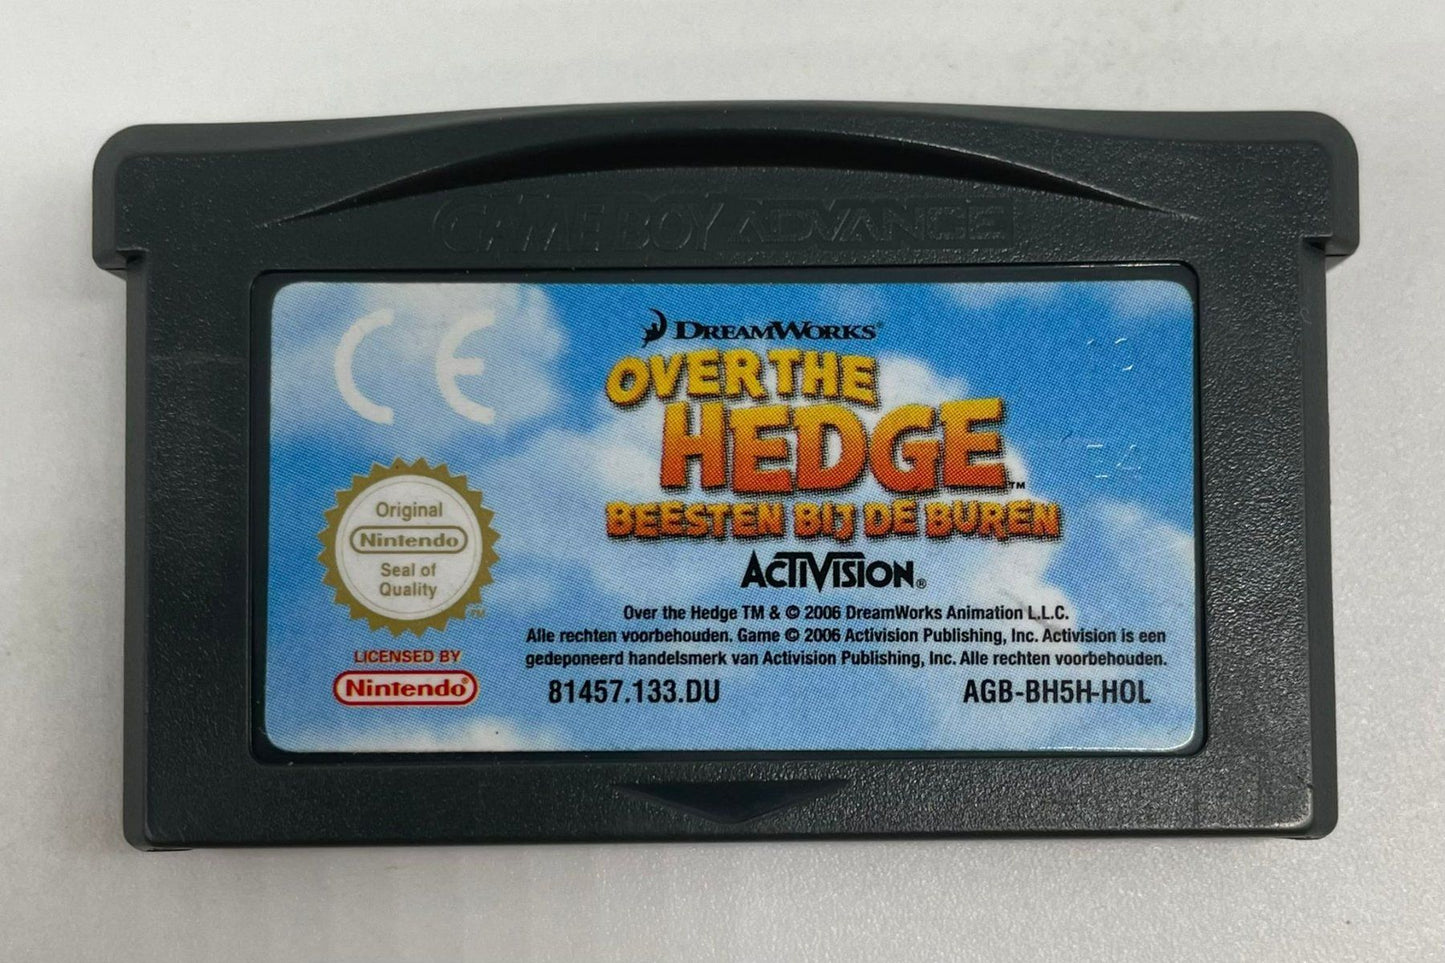 GAME BOY ADVANCE
CE
DREAMWORKS®
OVER THE
HEDGE™
BEESTEN BIJ DE BUREN
ACTIVISION®
Original
Nintendo
Seal of
Quality
TM
LICENSED BY
Nintendo®
Over the Hedge TM & © 2006 DreamWorks Animation L.L.C.
Alle rechten voorbehouden. Game © 2006 Activision Publishing, Inc. Activision is een
gedeponeerd handelsmerk van Activision Publishing, Inc. Alle rechten voorbehouden.
81457.133.DU AGB-BH5H-HOL